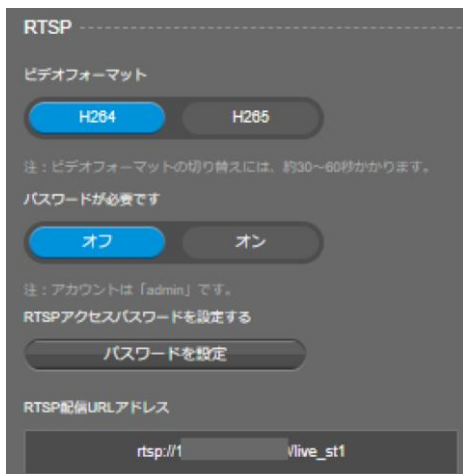 RTSP
ビデオフォーマット
H264 H265
注：ビデオフォーマットの切り替えには、約30～60秒かかります。
パスワードが必要です
オフ オン
注：アカウントは「admin」です。
RTSPアクセスパスワードを設定する
パスワードを設定
RTSP配信URLアドレス
rtsp://1 /live_st1